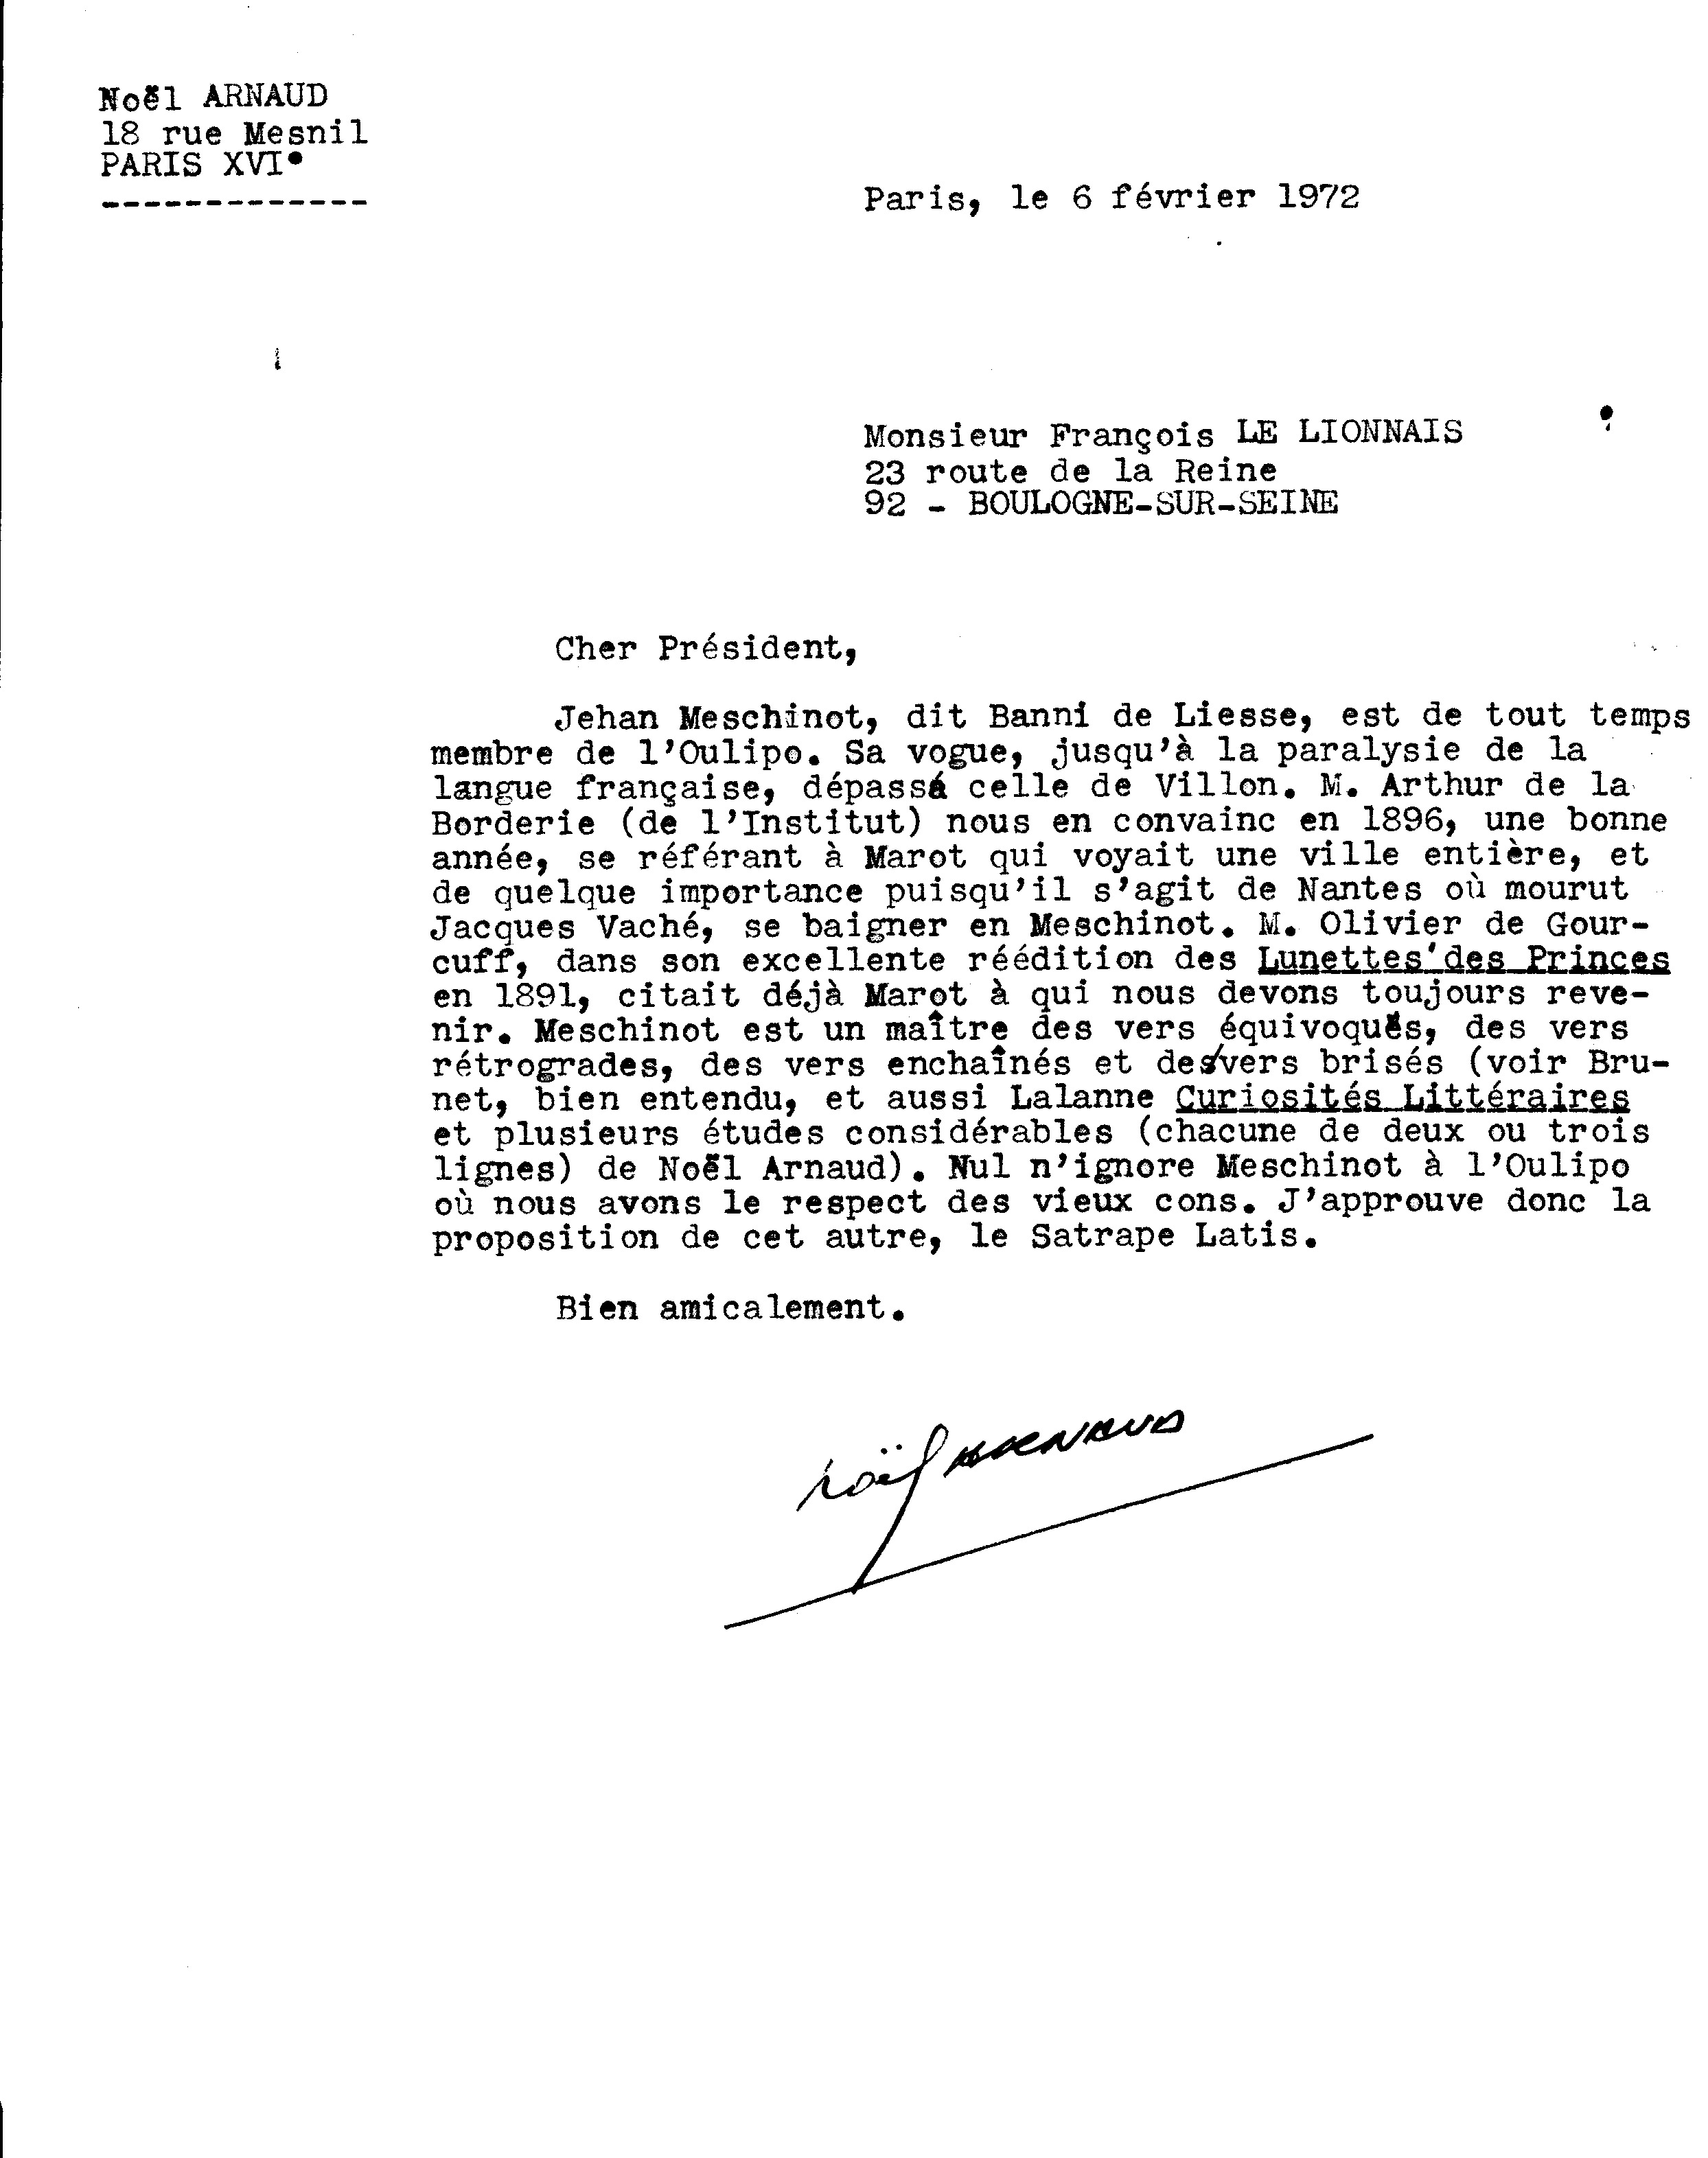 Noël ARNAUD
18 rue Mesnil
PARIS XVI°
-------------
Paris, le 6 février 1972
Monsieur François LE LIONNAIS
23 route de la Reine
92 - BOULOGNE-SUR-SEINE
Cher Président,
Jehan Meschinot, dit Banni de Liesse, est de tout temps
membre de l'Oulipo. Sa vogue, jusqu'à la paralysie de la
langue française, dépassa celle de Villon. M. Arthur de la
Borderie (de l'Institut) nous en convainc en 1896, une bonne
année, se référant à Marot qui voyait une ville entière, et
de quelque importance puisqu'il s'agit de Nantes où mourut
Jacques Vaché, se baigner en Meschinot. M. Olivier de Gour-
cuff, dans son excellente réédition des Lunettes des Princes
en 1891, citait déjà Marot à qui nous devons toujours reve-
nir. Meschinot est un maître des vers équivoqués, des vers
rétrogrades, des vers enchaînés et des/vers brisés (voir Bru-
net, bien entendu, et aussi Lalanne Curiosités Littéraires
et plusieurs études considérables (chacune de deux ou trois
lignes) de Noël Arnaud). Nul n'ignore Meschinot à l'Oulipo
où nous avons le respect des vieux cons. J'approuve donc la
proposition de cet autre, le Satrape Latis.
Bien amicalement.
Noël ARNAUD